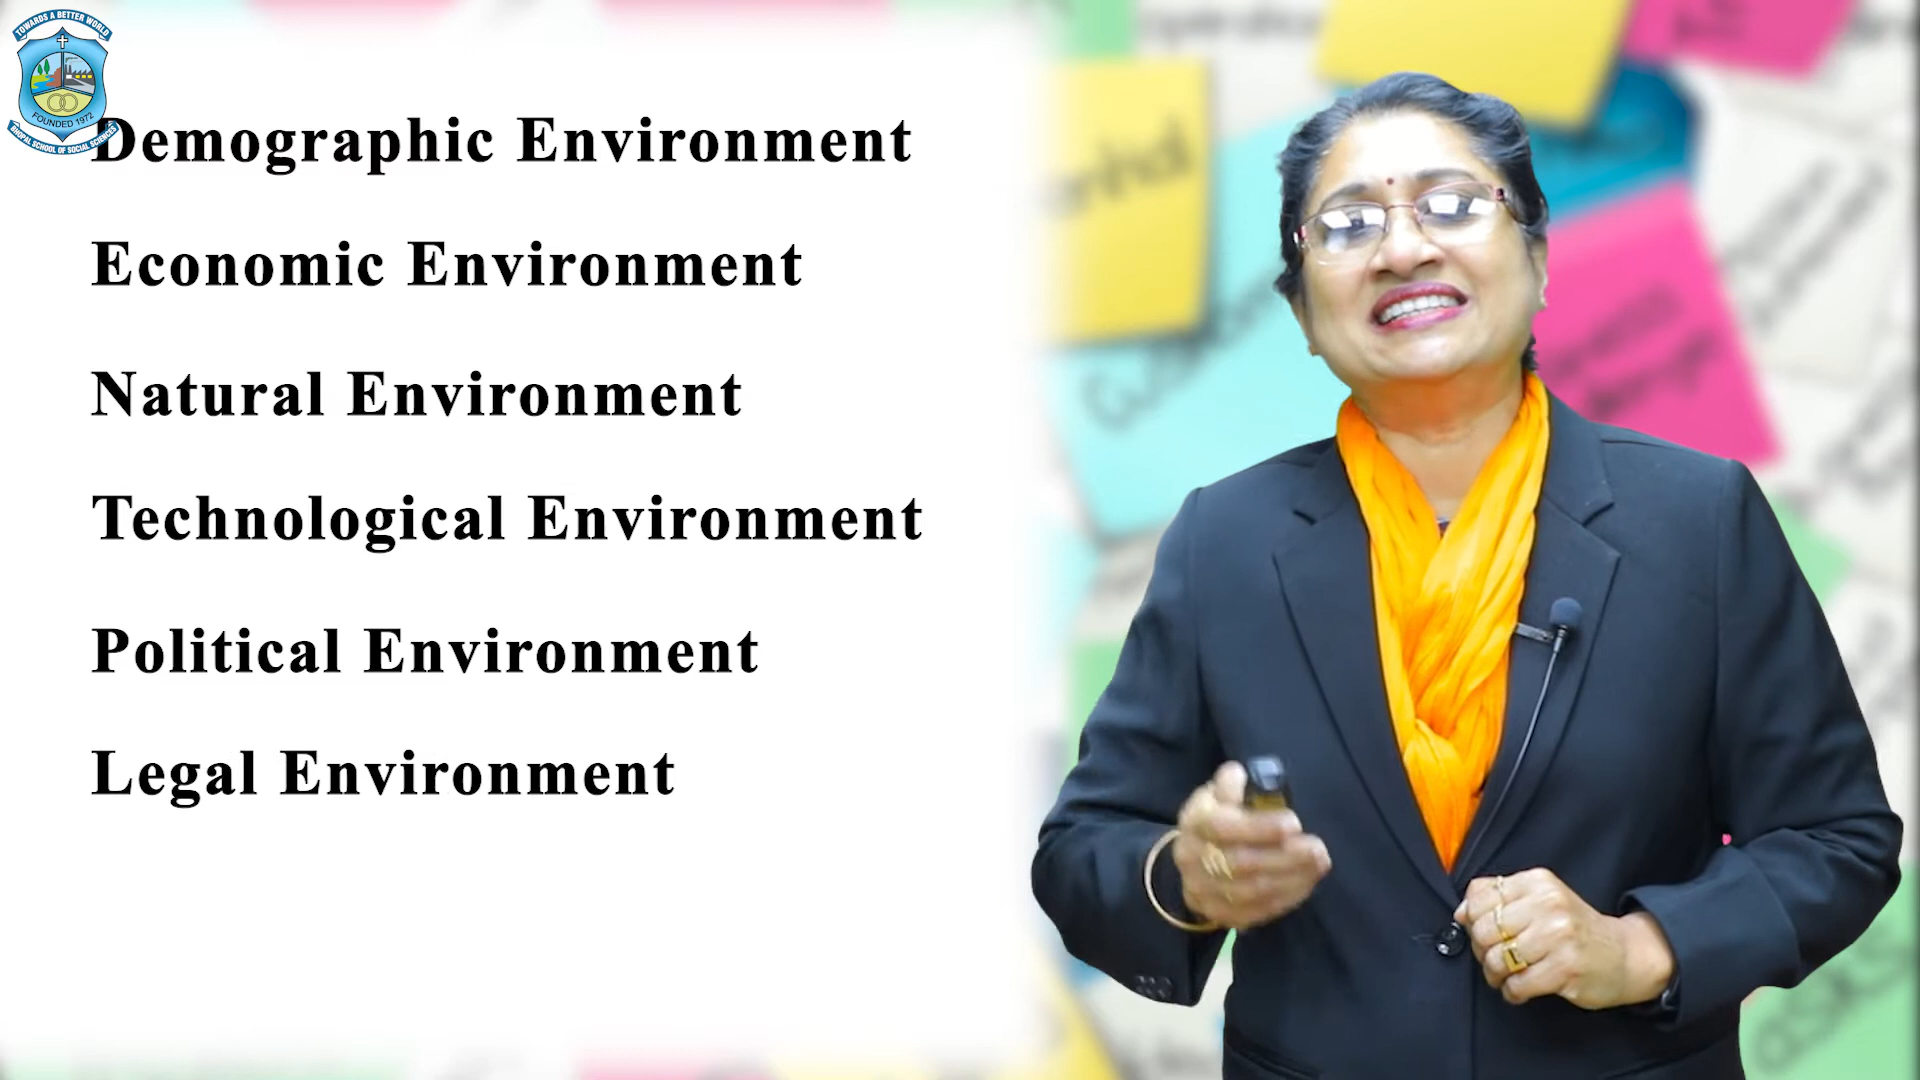 TOWARDS A BETTER WORLD
FOUNDED 1972
BHOPAL SCHOOL OF SOCIAL SCIENCES
Demographic Environment
Economic Environment
Natural Environment
Technological Environment
Political Environment
Legal Environment